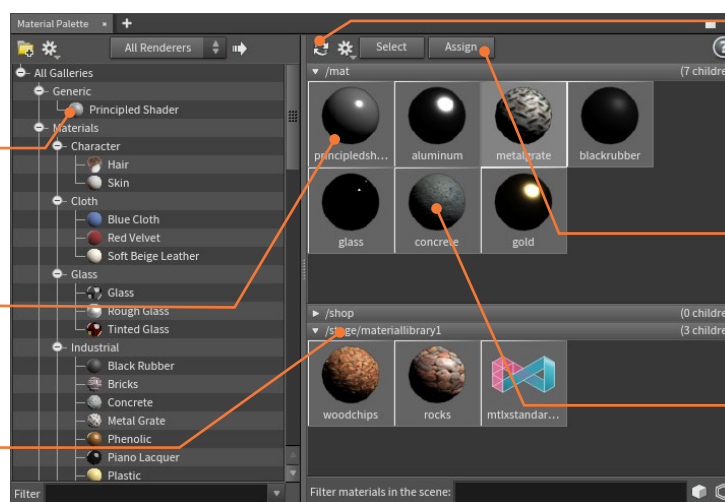 Material Palette
All Renderers
All Galleries
Generic
Principled Shader
Materials
Character
Hair
Skin
Cloth
Blue Cloth
Red Velvet
Soft Beige Leather
Glass
Glass
Rough Glass
Tinted Glass
Industrial
Black Rubber
Bricks
Concrete
Metal Grate
Phenolic
Piano Lacquer
Plastic
Filter
Select Assign
/mat (7 childre
principledsh... aluminum metalgrate blackrubber
glass concrete gold
/shop (0 childre
/stage/materiallibrary1 (3 childre
woodchips rocks mtlxstandar...
Filter materials in the scene: